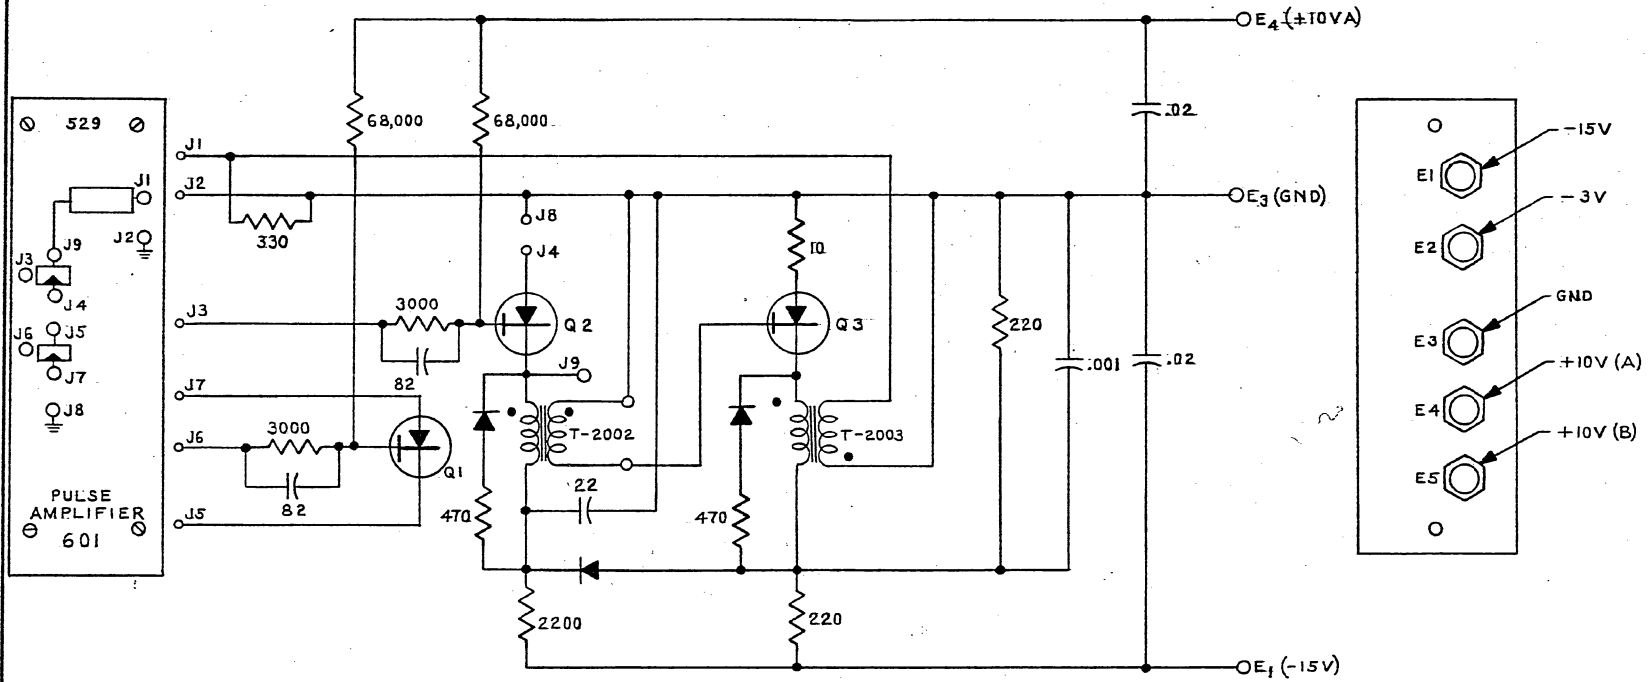 E4 (+10VA)
529
J1
J2
J9
J3
J4
J6
J5
J7
J8
PULSE
AMPLIFIER
601
J1
J2
J3
J7
J6
J5
68,000
68,000
330
3000
82
3000
82
Q1
J8
J4
Q2
J9
T-2002
470
22
2200
10
Q3
T-2003
470
220
220
.001
.02
.02
E3 (GND)
E1 (-15V)
E1
-15V
E2
-3V
E3
GND
E4
+10V (A)
E5
+10V (B)